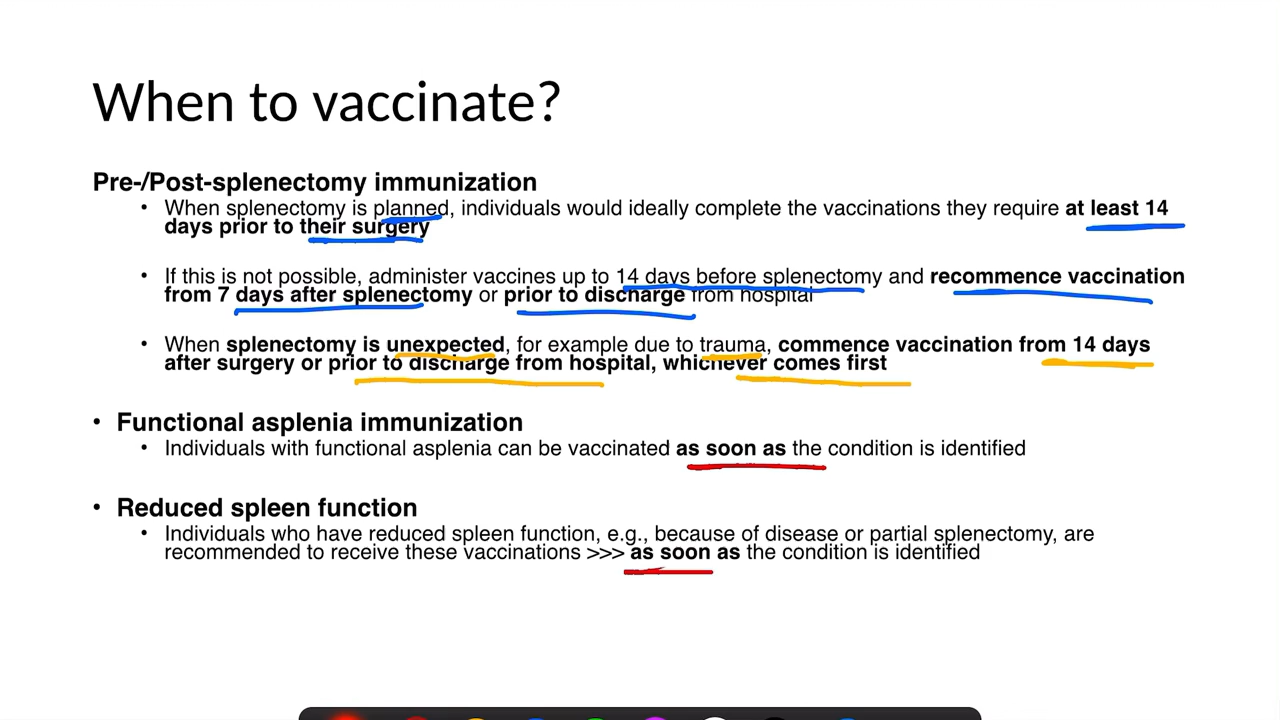 When to vaccinate?
Pre-/Post-splenectomy immunization
• When splenectomy is planned, individuals would ideally complete the vaccinations they require at least 14
days prior to their surgery
• If this is not possible, administer vaccines up to 14 days before splenectomy and recommence vaccination
from 7 days after splenectomy or prior to discharge from hospital
• When splenectomy is unexpected, for example due to trauma, commence vaccination from 14 days
after surgery or prior to discharge from hospital, whichever comes first
• Functional asplenia immunization
• Individuals with functional asplenia can be vaccinated as soon as the condition is identified
• Reduced spleen function
• Individuals who have reduced spleen function, e.g., because of disease or partial splenectomy, are
recommended to receive these vaccinations >>> as soon as the condition is identified